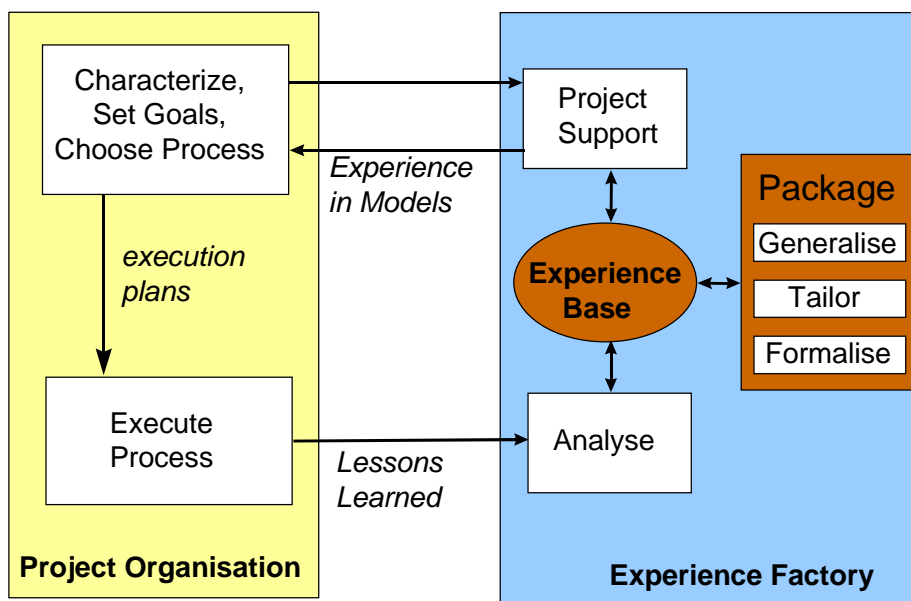 Characterize,
Set Goals,
Choose Process
Project
Support
Experience
in Models
Package
Generalise
Tailor
Formalise
execution
plans
Experience
Base
Execute
Process
Analyse
Lessons
Learned
Project Organisation
Experience Factory